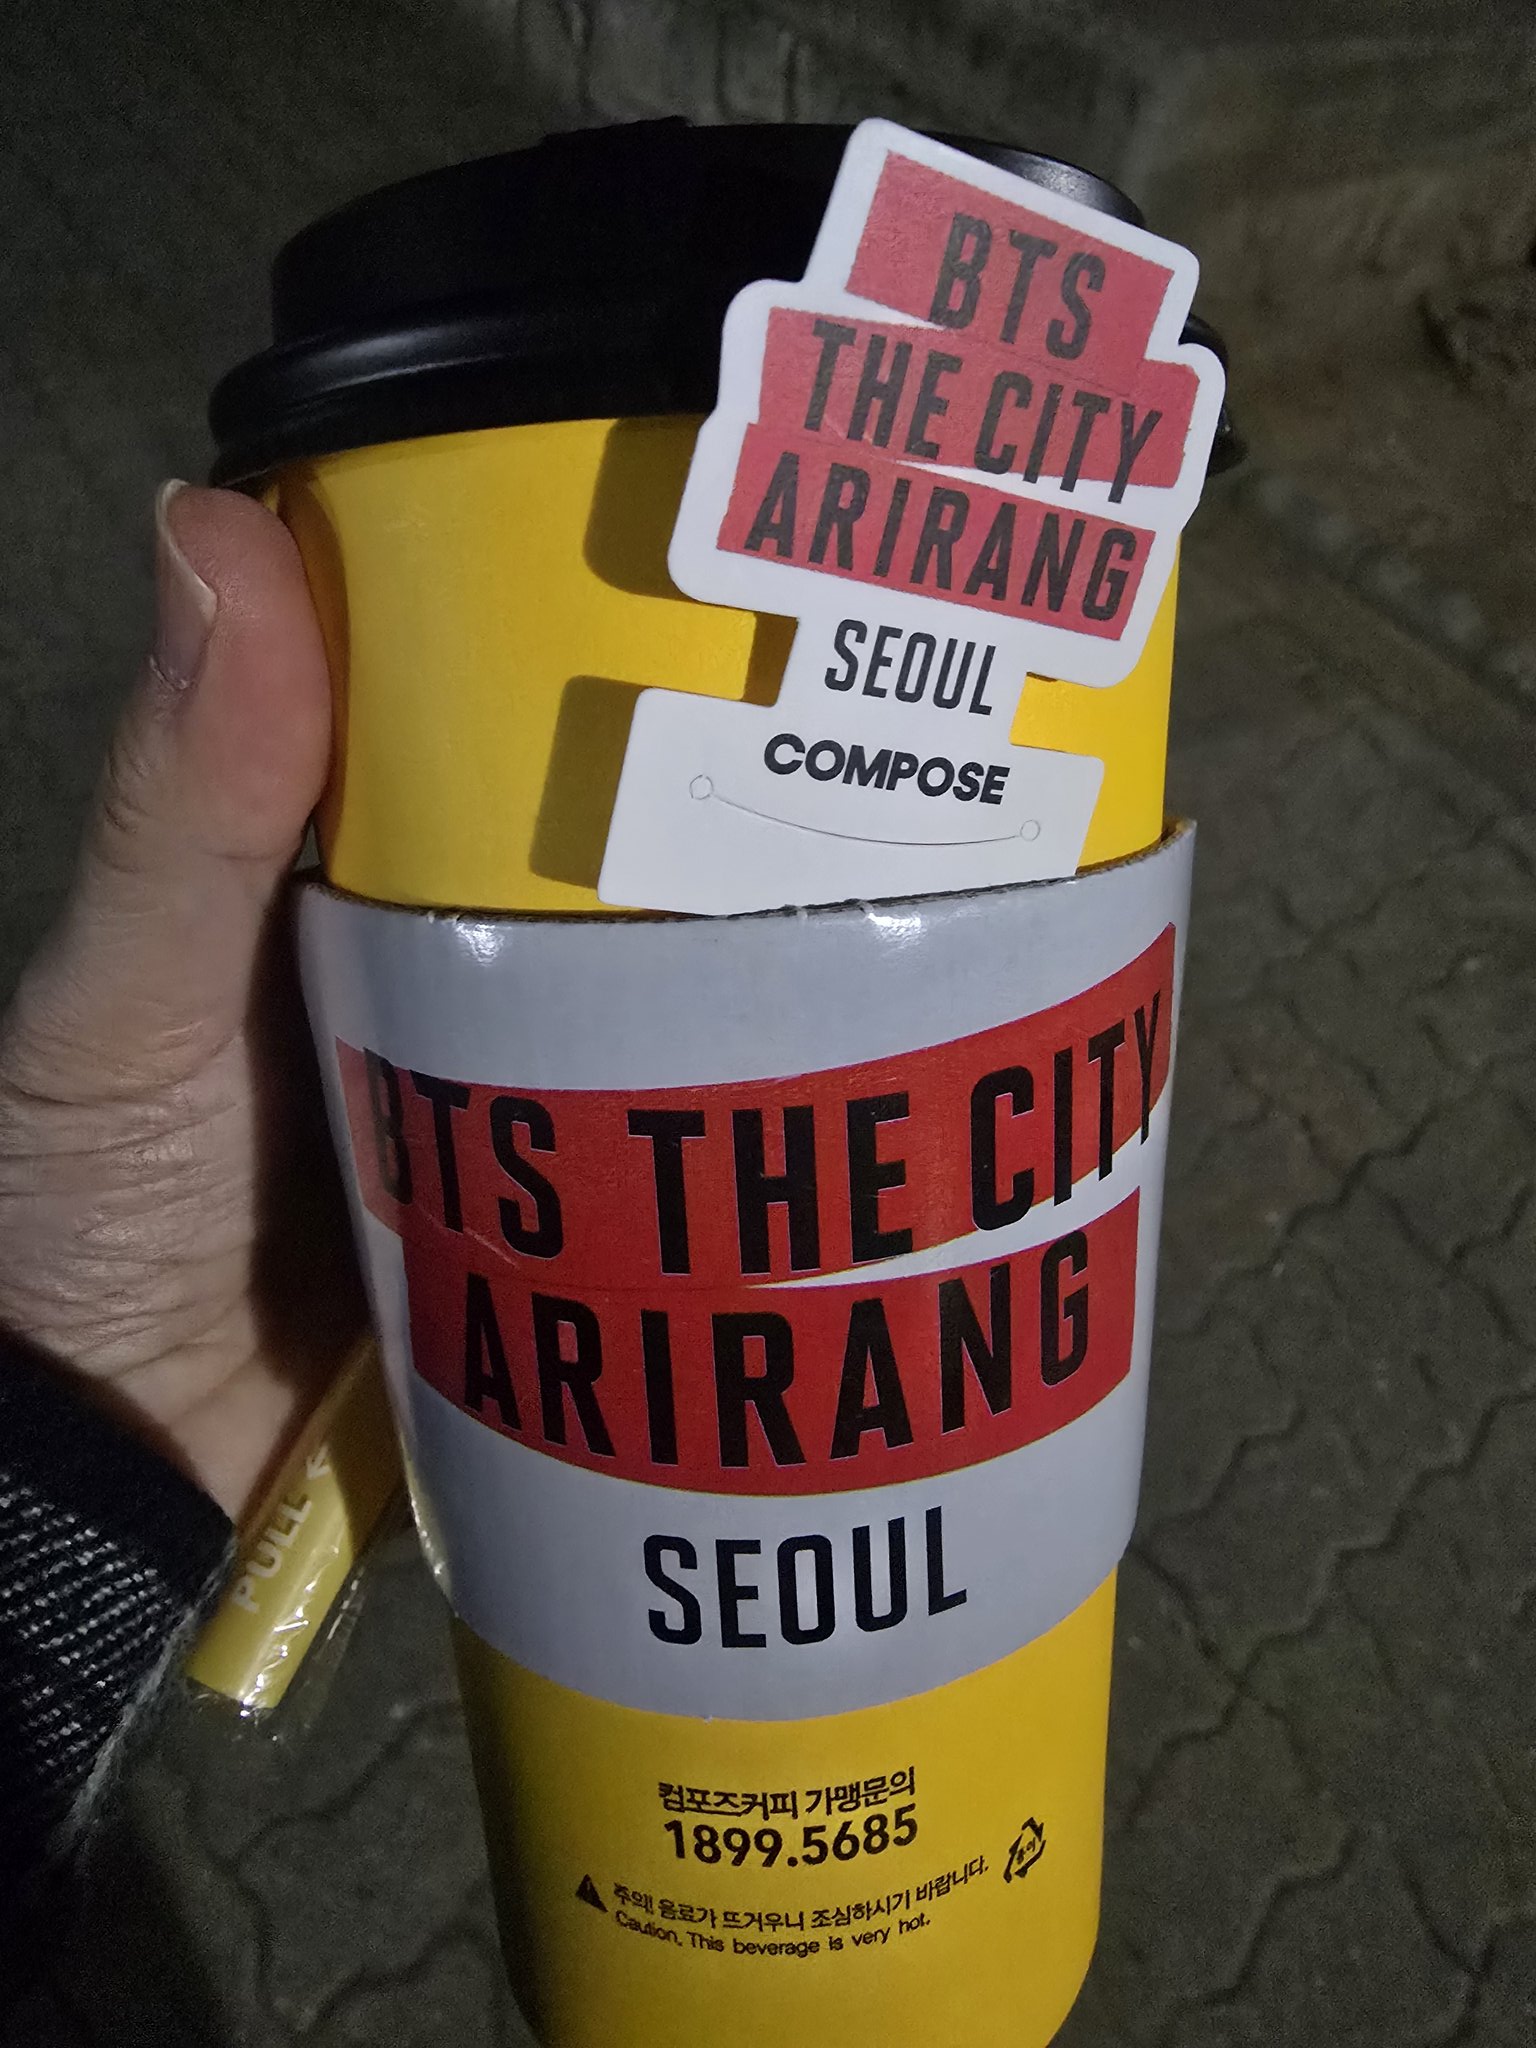 BTS
THE CITY
ARIRANG
SEOUL
COMPOSE
BTS THE CITY
ARIRANG
SEOUL
PULL
컴포즈커피 가맹문의
1899.5685
주의! 음료가 뜨거우니 조심하시기 바랍니다.
Caution, This beverage is very hot.
종이